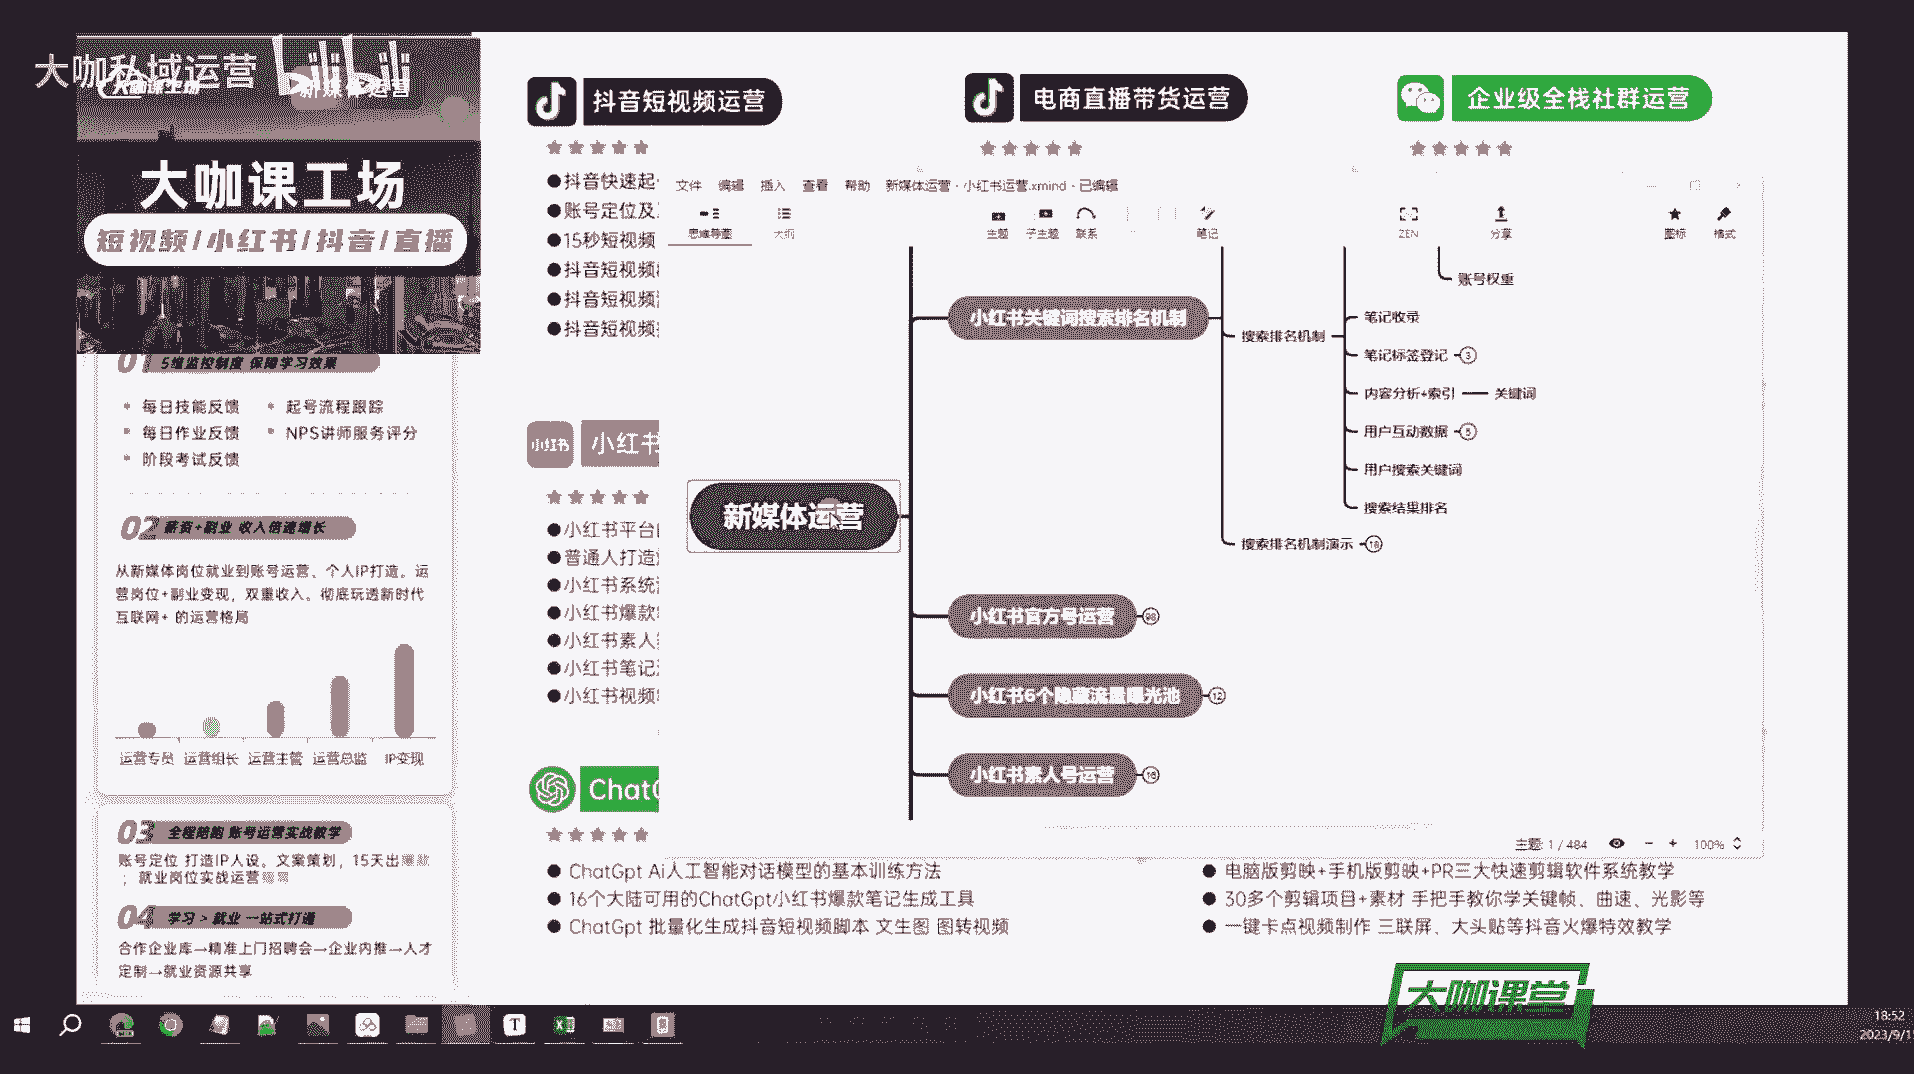 大咖私域运营
新媒体运营
大咖课工场
短视频/小红书/抖音/直播
01 5维监控制度 保障学习效果
每日技能反馈
起号流程跟踪
每日作业反馈
NPS讲师服务评分
阶段考试反馈
02 薪资+副业 收入倍速增长
从新媒体岗位就业到账号运营、个人IP打造。运
营岗位+副业变现，双重收入。彻底玩透新时代
互联网+ 的运营格局
运营专员 运营组长 运营主管 运营总监 IP变现
03 全程陪跑 账号运营实战教学
账号定位 打造IP人设。文案策划，15天出
；就业岗位实战运营
04 学习 > 就业 一站式打通
合作企业库→精准上门招聘会→企业内推→人才
定制→就业资源共享
抖音短视频运营
电商直播带货运营
企业级全栈社群运营
●抖音快速起
●账号定位及
●15秒短视频
●抖音短视频
●抖音短视频
●抖音短视频
小红书 小红书
●小红书平台
●普通人打造
●小红书系统
●小红书爆款
●小红书素人
●小红书笔记
●小红书视频
文件 编辑 插入 查看 帮助 新媒体运营 - 小红书运营.xmind - 已编辑
思维导图 大纲 主题 子主题 联系 笔记 ZEN 分享 图标 格式
账号权重
小红书关键词搜索排名机制
搜索排名机制
笔记收录
笔记标签登记 3
内容分析+索引 关键词
用户互动数据 5
用户搜索关键词
搜索结果排名
新媒体运营
搜索排名机制演示
小红书官方号运营 98
小红书6个隐藏流量曝光池 12
小红书素人号运营 16
主题: 1 / 484
100%
● ChatGpt Ai人工智能对话模型的基本训练方法
● 16个大陆可用的ChatGpt小红书爆款笔记生成工具
● ChatGpt 批量化生成抖音短视频脚本 文生图 图转视频
● 电脑版剪映+手机版剪映+PR三大快速剪辑软件系统教学
● 30多个剪辑项目+素材 手把手教你学关键帧、曲速、光影等
● 一键卡点视频制作 三联屏、大头贴等抖音火爆特效教学
大咖课堂
18:52